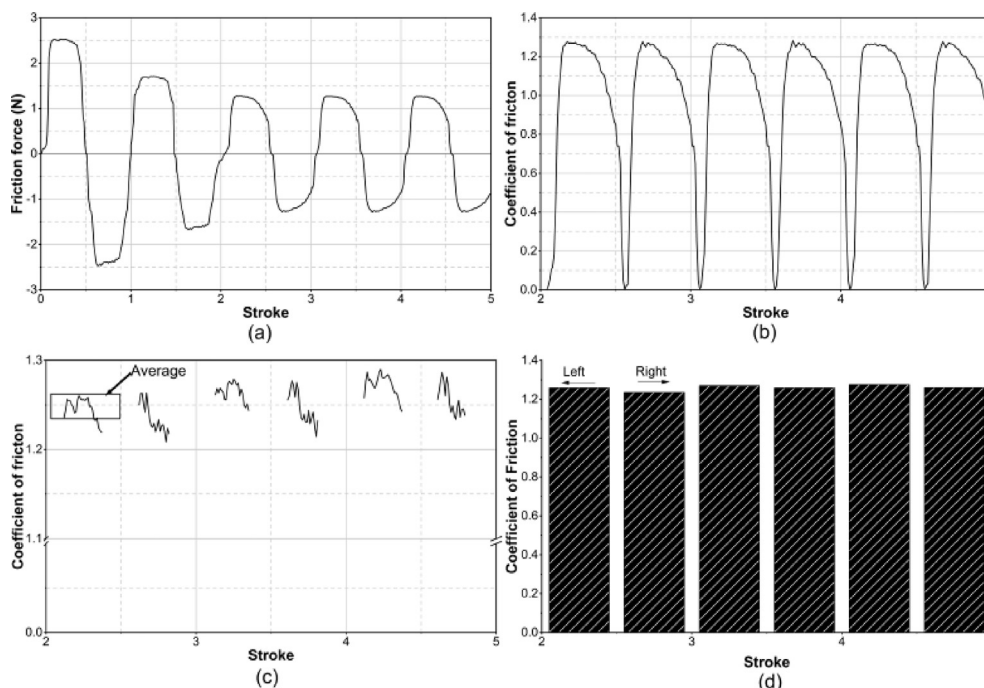 3
2
1
0
-1
-2
-3
Friction force (N)
0 1 2 3 4 5
Stroke
(a)
1.4
1.2
1.0
0.8
0.6
0.4
0.2
0.0
Coefficient of fricton
2 3 4
Stroke
(b)
1.3
1.2
1.1
0.0
Coefficient of fricton
Average
2 3 4 5
Stroke
(c)
1.4
1.2
1.0
0.8
0.6
0.4
0.2
0.0
Coefficient of Friction
Left Right
2 3 4
Stroke
(d)